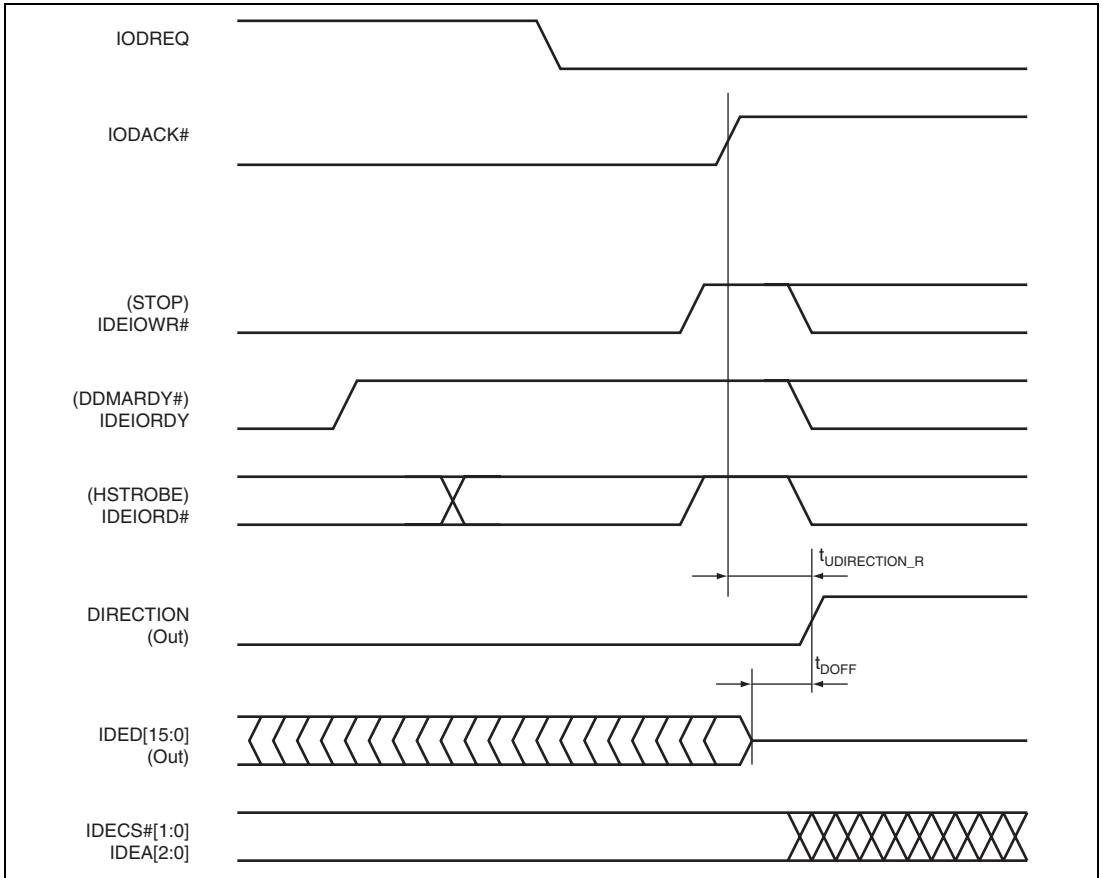 IODREQ
IODACK#
(STOP)
IDEIOWR#
(DDMARDY#)
IDEIORDY
(HSTROBE)
IDEIORD#
tUDIRECTION_R
DIRECTION
(Out)
tDOFF
IDED[15:0]
(Out)
IDECS#[1:0]
IDEA[2:0]